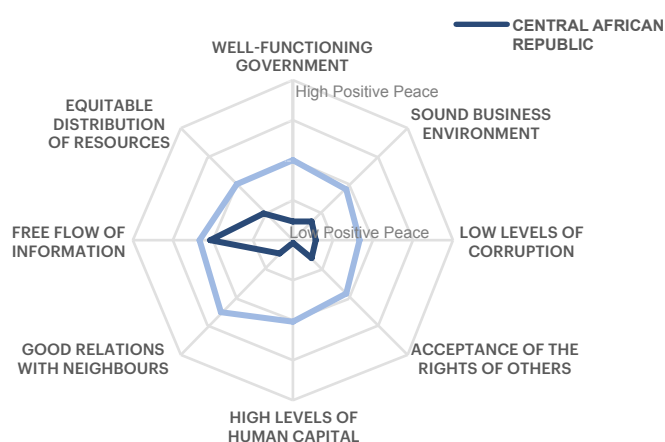 CENTRAL AFRICAN
REPUBLIC
WELL-FUNCTIONING
GOVERNMENT
High Positive Peace
EQUITABLE
DISTRIBUTION
OF RESOURCES
SOUND BUSINESS
ENVIRONMENT
FREE FLOW OF
INFORMATION
Low Positive Peace
LOW LEVELS OF
CORRUPTION
GOOD RELATIONS
WITH NEIGHBOURS
ACCEPTANCE OF THE
RIGHTS OF OTHERS
HIGH LEVELS OF
HUMAN CAPITAL